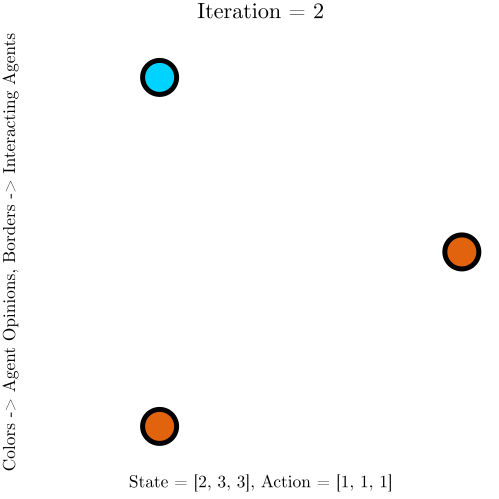 Iteration = 2
Colors -> Agent Opinions, Borders -> Interacting Agents
State = [2, 3, 3], Action = [1, 1, 1]